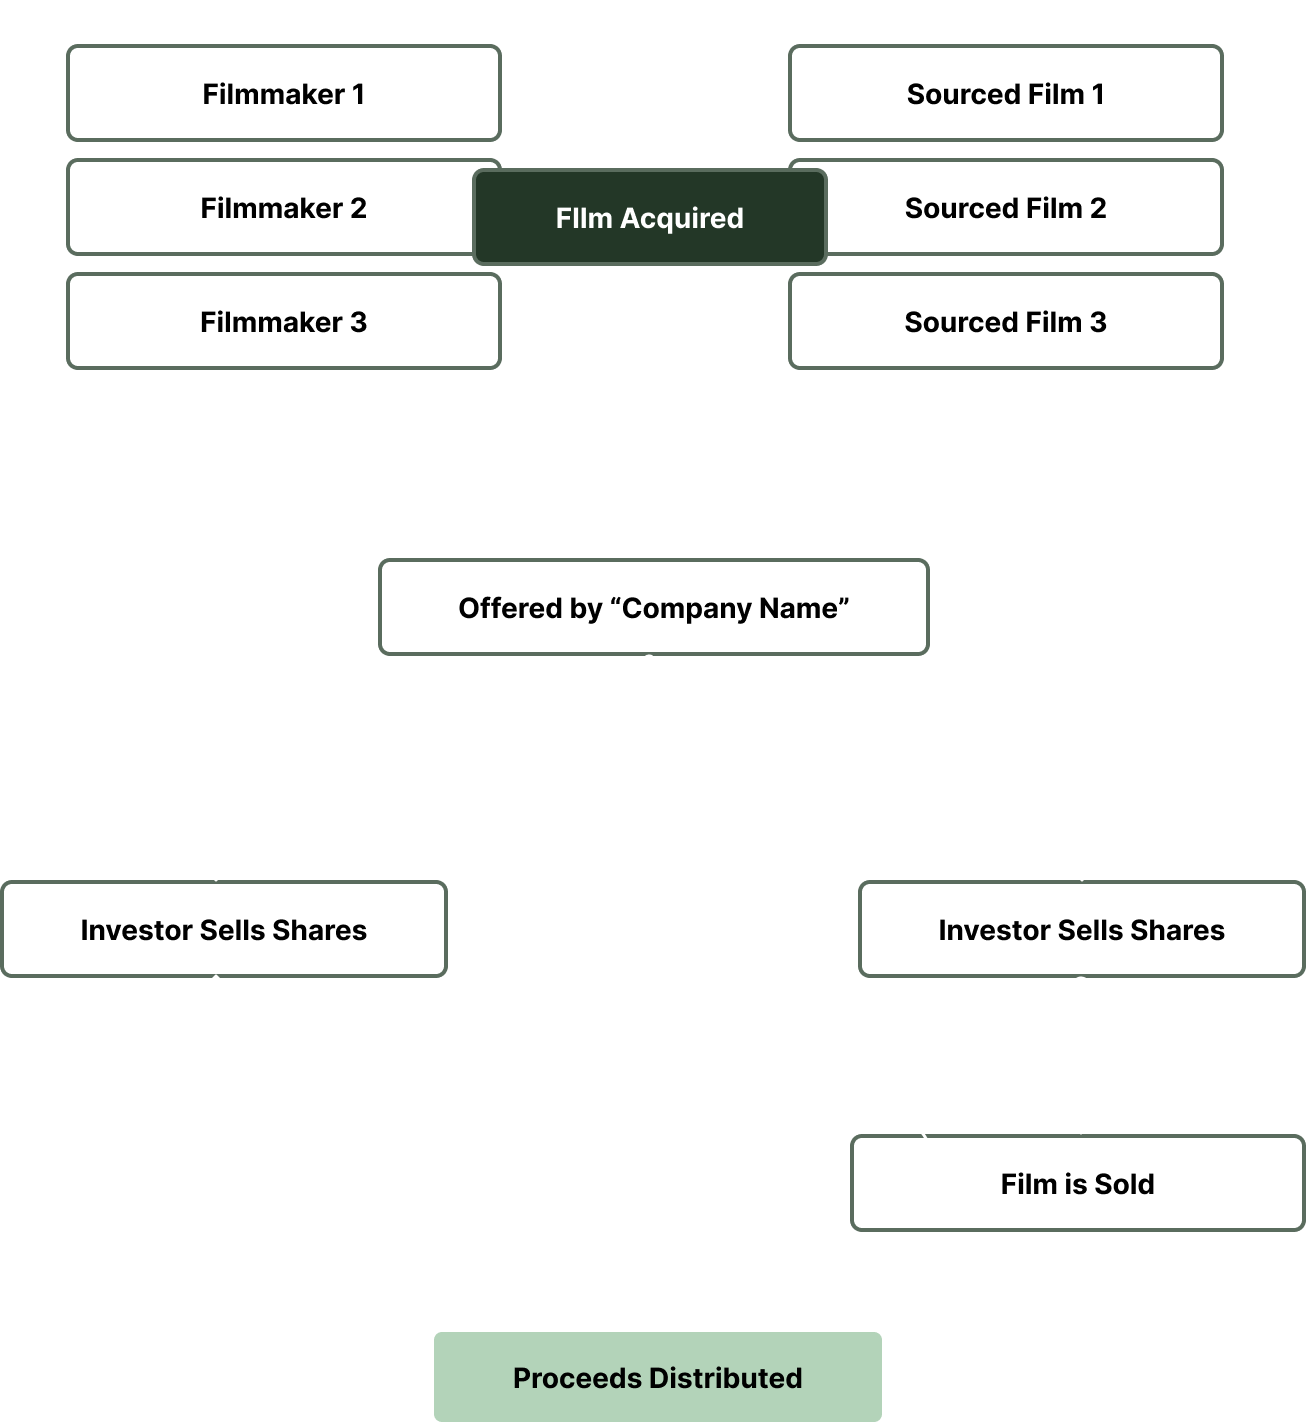 Filmmaker 1
Sourced Film 1
Filmmaker 2
FIlm Acquired
Sourced Film 2
Filmmaker 3
Sourced Film 3
Offered by “Company Name”
Investor Sells Shares
Investor Sells Shares
Film is Sold
Proceeds Distributed